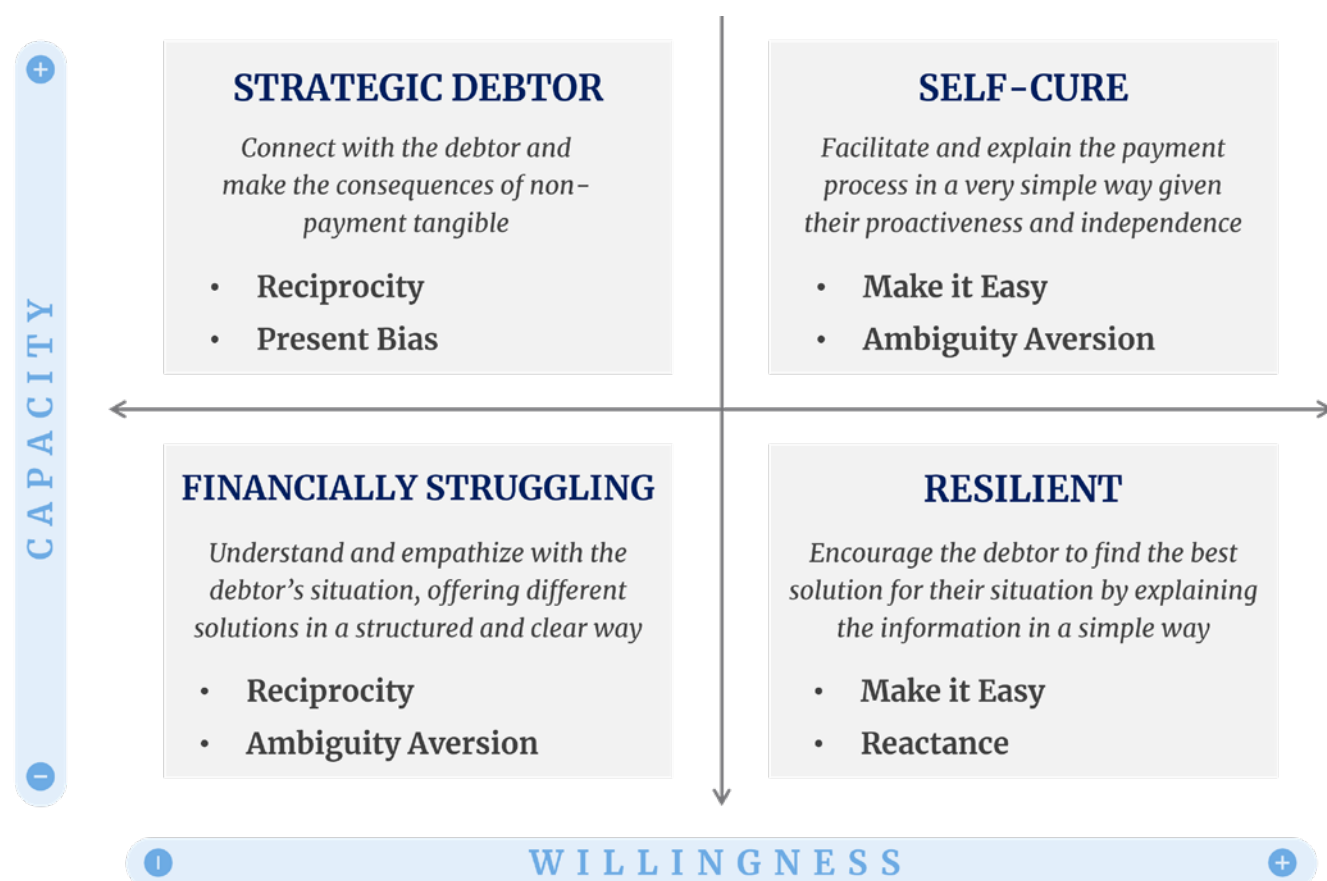 STRATEGIC DEBTOR
Connect with the debtor and
make the consequences of non-
payment tangible
• Reciprocity
• Present Bias
SELF-CURE
Facilitate and explain the payment
process in a very simple way given
their proactiveness and independence
• Make it Easy
• Ambiguity Aversion
CAPACITY
FINANCIALLY STRUGGLING
Understand and empathize with the
debtor’s situation, offering different
solutions in a structured and clear way
• Reciprocity
• Ambiguity Aversion
RESILIENT
Encourage the debtor to find the best
solution for their situation by explaining
the information in a simple way
• Make it Easy
• Reactance
WILLINGNESS